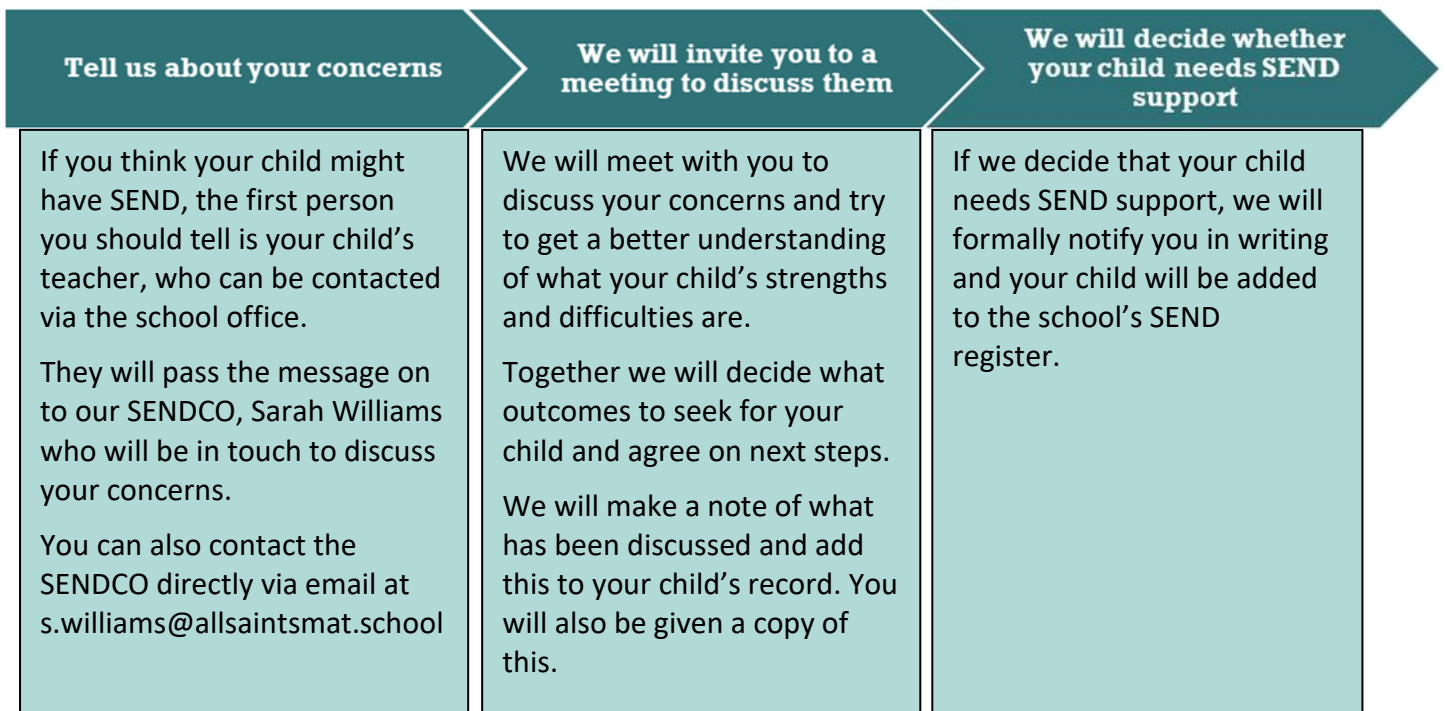 Tell us about your concerns
We will invite you to a
meeting to discuss them
We will decide whether
your child needs SEND
support
If you think your child might
have SEND, the first person
you should tell is your child’s
teacher, who can be contacted
via the school office.
They will pass the message on
to our SENDCO, Sarah Williams
who will be in touch to discuss
your concerns.
You can also contact the
SENDCO directly via email at
s.williams@allsaintsmat.school
We will meet with you to
discuss your concerns and try
to get a better understanding
of what your child’s strengths
and difficulties are.
Together we will decide what
outcomes to seek for your
child and agree on next steps.
We will make a note of what
has been discussed and add
this to your child’s record. You
will also be given a copy of
this.
If we decide that your child
needs SEND support, we will
formally notify you in writing
and your child will be added
to the school’s SEND
register.